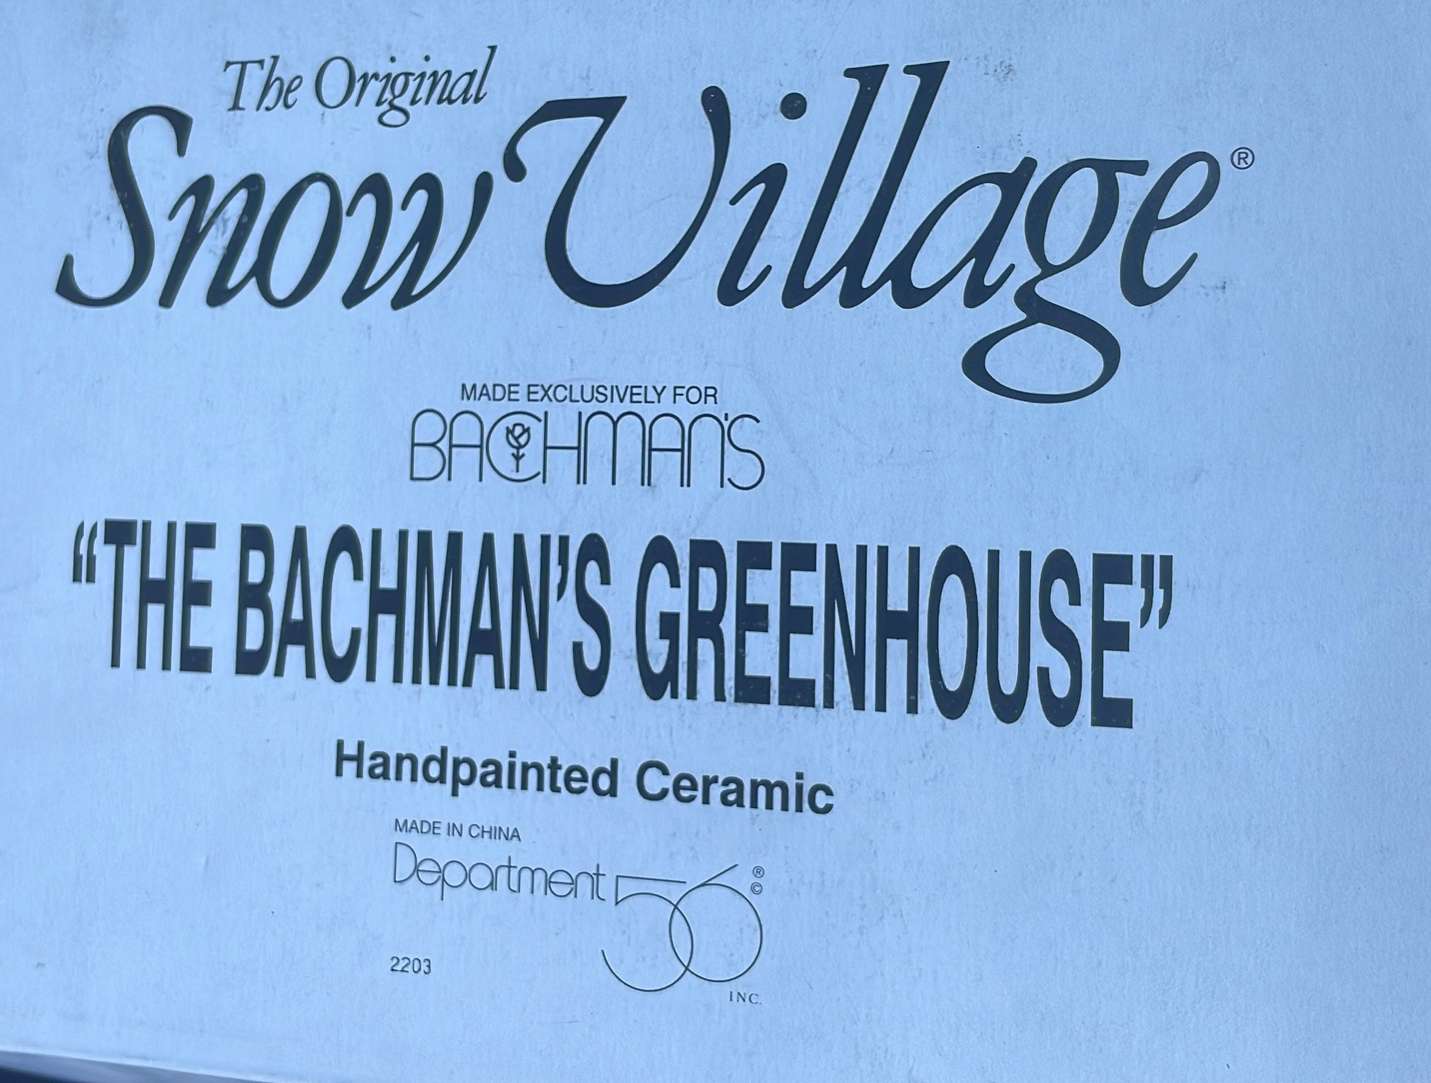 The Original
Snow Village®
MADE EXCLUSIVELY FOR
BACHMAN'S
“THE BACHMAN’S GREENHOUSE”
Handpainted Ceramic
MADE IN CHINA
Department 56 ® ©
INC.
2203